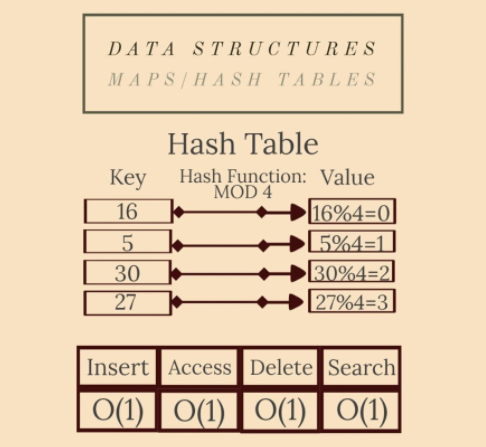 DATA STRUCTURES
MAPS/HASH TABLES
Hash Table
Key Hash Function: MOD 4 Value
16 16%4=0
5 5%4=1
30 30%4=2
27 27%4=3
Insert Access Delete Search
O(1) O(1) O(1) O(1)